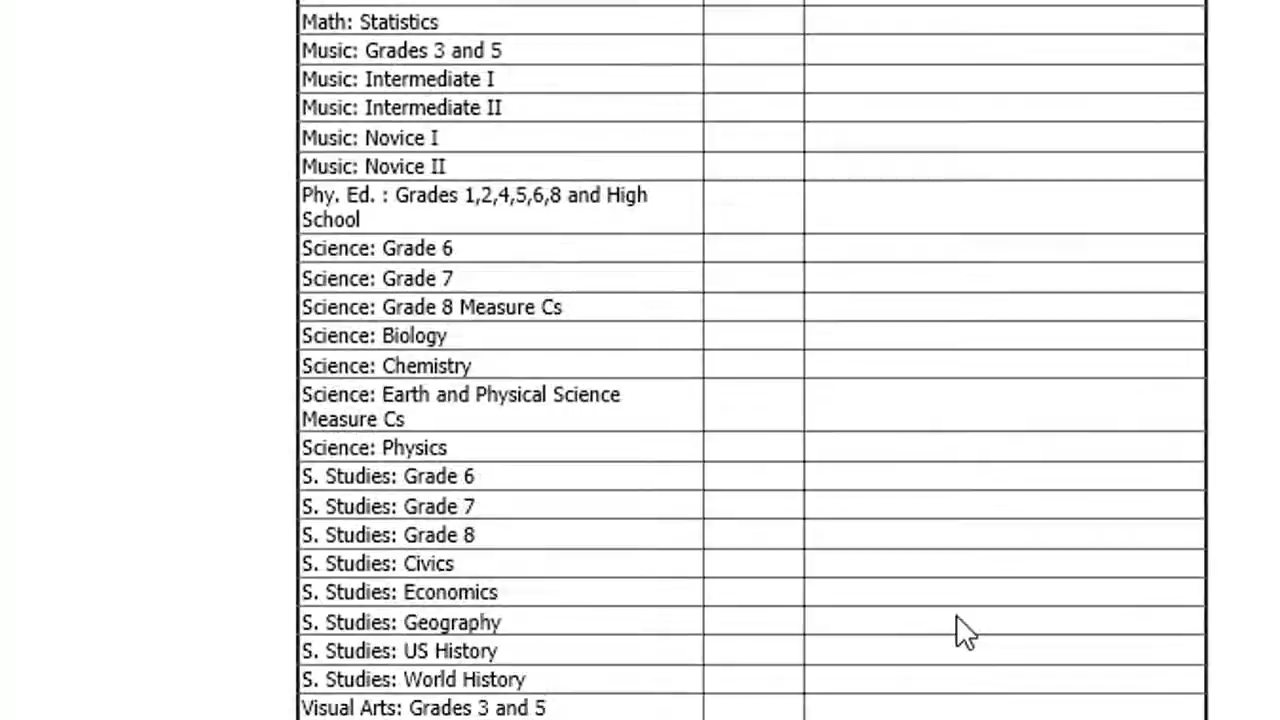 Math: Statistics
Music: Grades 3 and 5
Music: Intermediate I
Music: Intermediate II
Music: Novice I
Music: Novice II
Phy. Ed. : Grades 1,2,4,5,6,8 and High
School
Science: Grade 6
Science: Grade 7
Science: Grade 8 Measure Cs
Science: Biology
Science: Chemistry
Science: Earth and Physical Science
Measure Cs
Science: Physics
S. Studies: Grade 6
S. Studies: Grade 7
S. Studies: Grade 8
S. Studies: Civics
S. Studies: Economics
S. Studies: Geography
S. Studies: US History
S. Studies: World History
Visual Arts: Grades 3 and 5